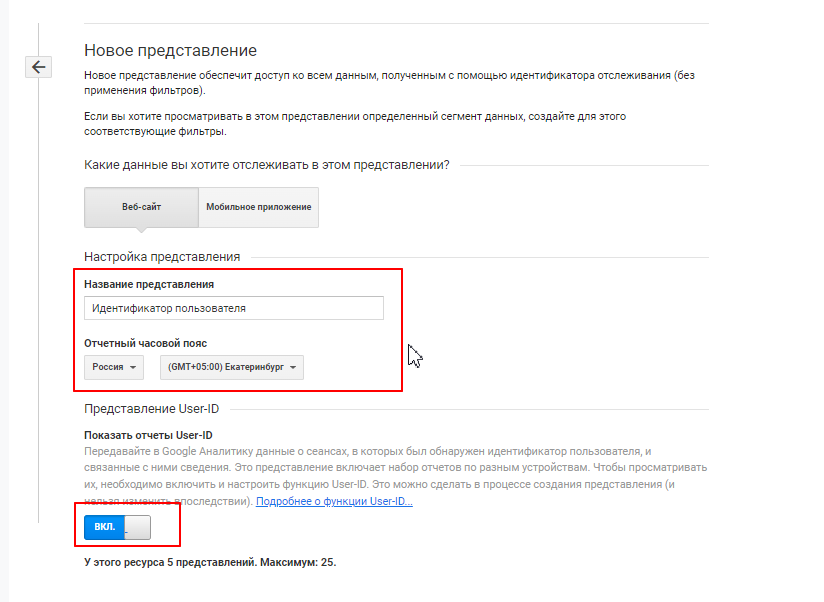 Новое представление
Новое представление обеспечит доступ ко всем данным, полученным с помощью идентификатора отслеживания (без
применения фильтров).
Если вы хотите просматривать в этом представлении определенный сегмент данных, создайте для этого
соответствующие фильтры.
Какие данные вы хотите отслеживать в этом представлении?
Веб-сайт Мобильное приложение
Настройка представления
Название представления
Идентификатор пользователя
Отчетный часовой пояс
Россия (GMT+05:00) Екатеринбург
Представление User-ID
Показать отчеты User-ID
Передавайте в Google Аналитику данные о сеансах, в которых был обнаружен идентификатор пользователя, и
связанные с ними сведения. Это представление включает набор отчетов по разным устройствам. Чтобы просматривать
их, необходимо включить и настроить функцию User-ID. Это можно сделать в процессе создания представления (и
нельзя изменить впоследствии). Подробнее о функции User-ID...
ВКЛ.
У этого ресурса 5 представлений. Максимум: 25.